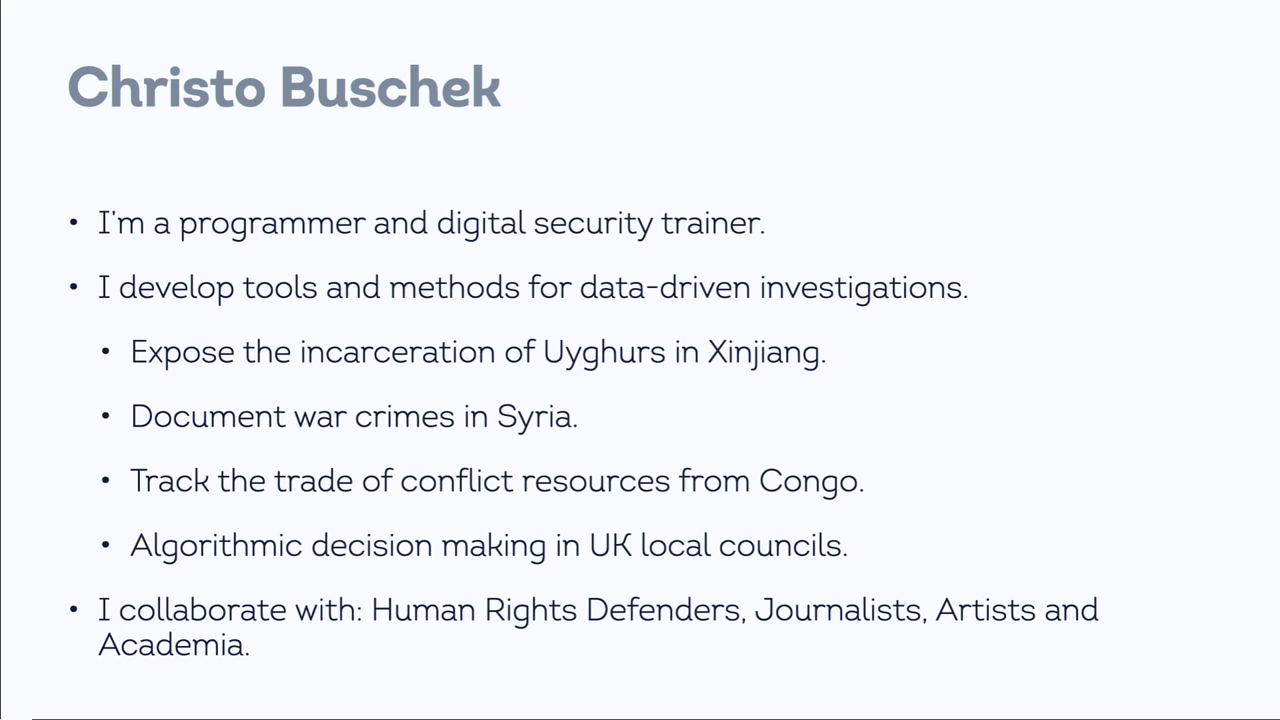 Christo Buschek
• I'm a programmer and digital security trainer.
• I develop tools and methods for data-driven investigations.
• Expose the incarceration of Uyghurs in Xinjiang.
• Document war crimes in Syria.
• Track the trade of conflict resources from Congo.
• Algorithmic decision making in UK local councils.
• I collaborate with: Human Rights Defenders, Journalists, Artists and
Academia.